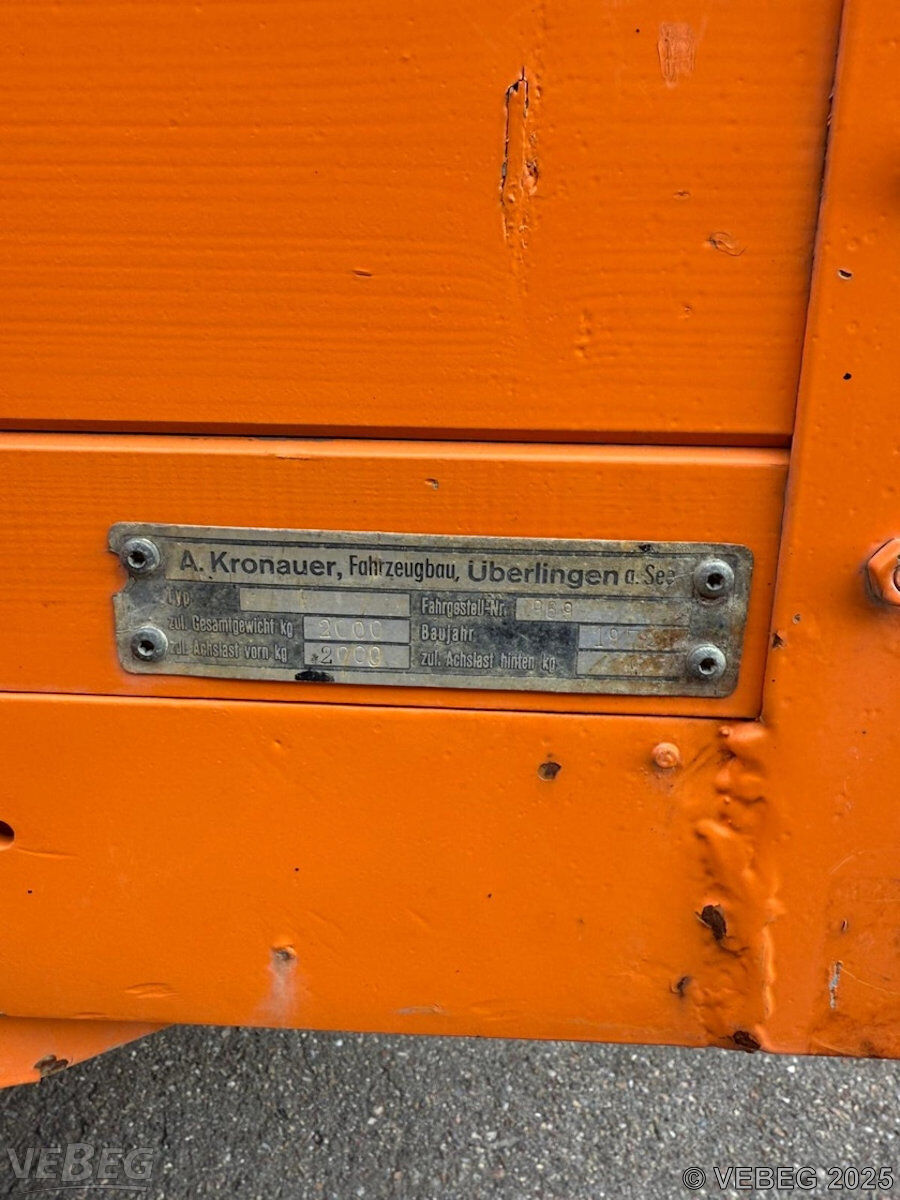 A. Kronauer, Fahrzeugbau, Überlingen a. See
Typ Fahrgestell-Nr. 1969
zul. Gesamtgewicht kg 2000 Baujahr
zul. Achslast vorn kg 2000 zul. Achslast hinten kg
VEBEG
© VEBEG 2025